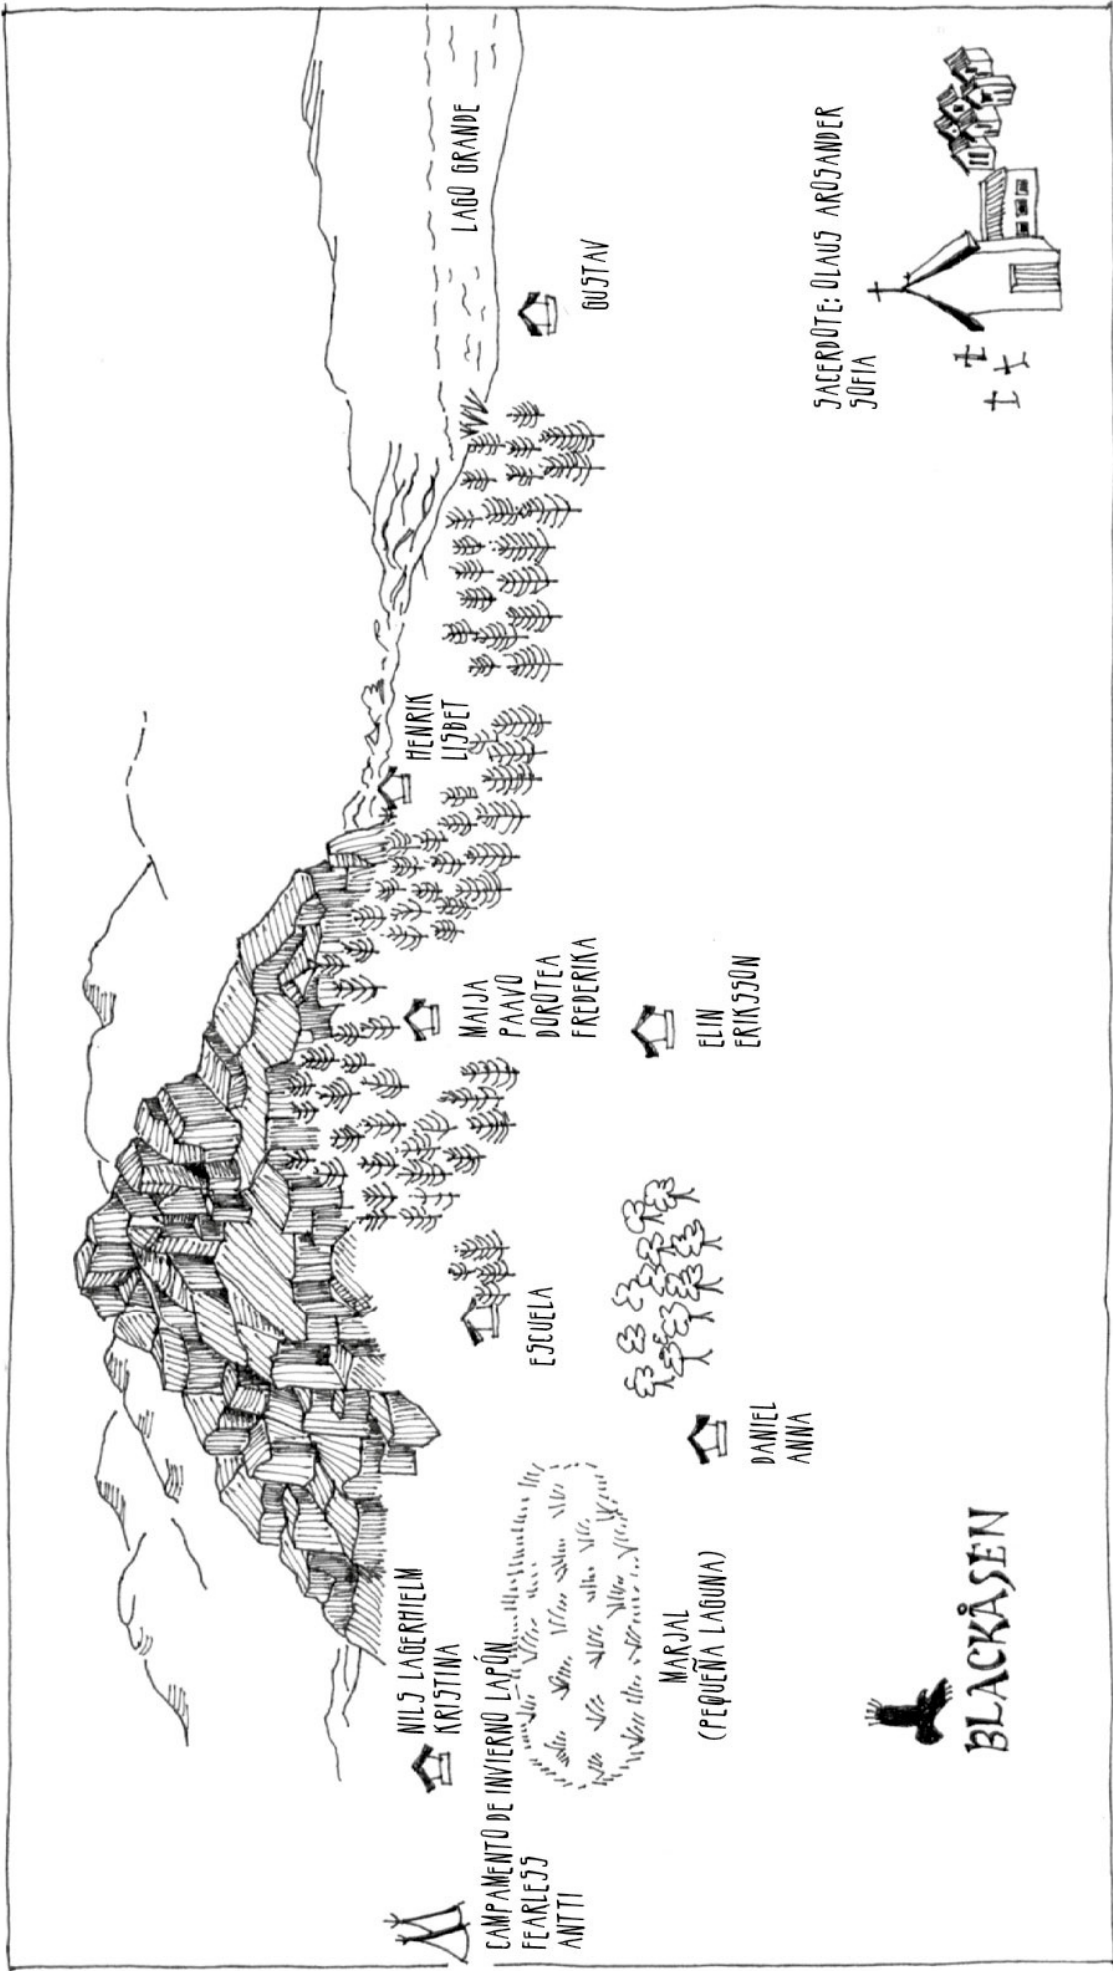 LAGO GRANDE
GUSTAV
HENRIK
LISBET
MAIJA
PAAVO
DOROTEA
FREDERIKA
ELIN
ERIKSSON
ESCUELA
DANIEL
ANNA
NILS LAGERHIELM
KRISTINA
CAMPAMENTO DE INVIERNO LAPÓN
FEARLESS
ANTTI
MARJAL
(PEQUEÑA LAGUNA)
SACERDOTE: OLAUS AROSANDER
SOFIA
BLACKÅSEN